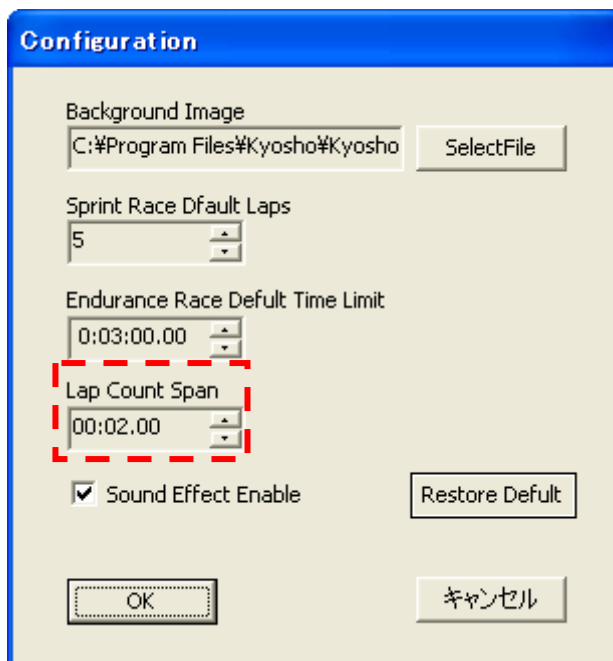 Configuration
Background Image
C:¥Program Files¥Kyosho¥Kyosho
SelectFile
Sprint Race Dfault Laps
5
Endurance Race Defult Time Limit
0:03:00.00
Lap Count Span
00:02.00
Sound Effect Enable
Restore Defult
OK
キャンセル